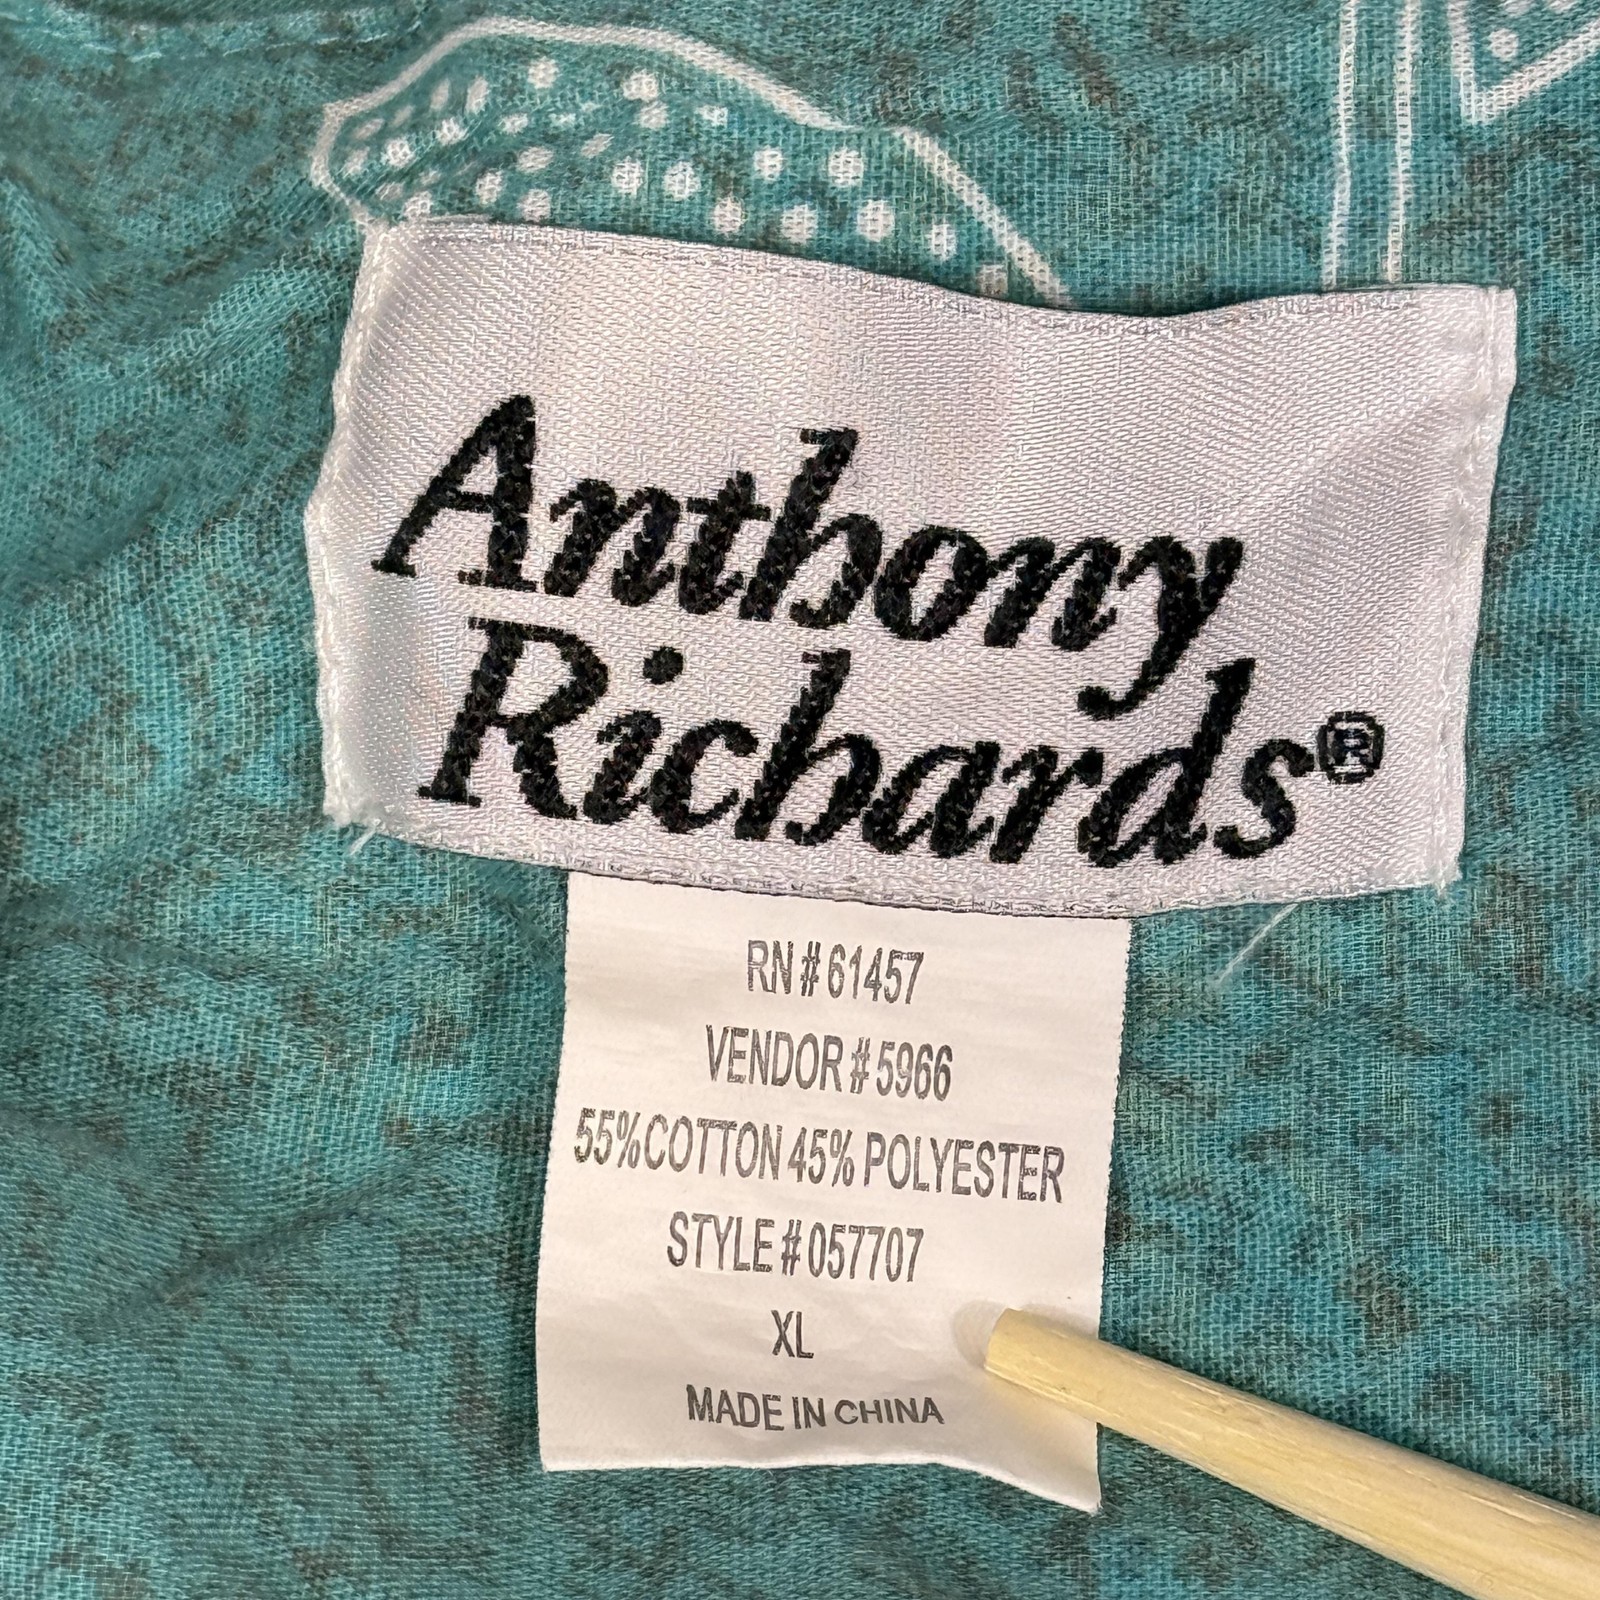 Anthony
Richards®
RN # 61457
VENDOR # 5966
55%COTTON 45% POLYESTER
STYLE # 057707
XL
MADE IN CHINA